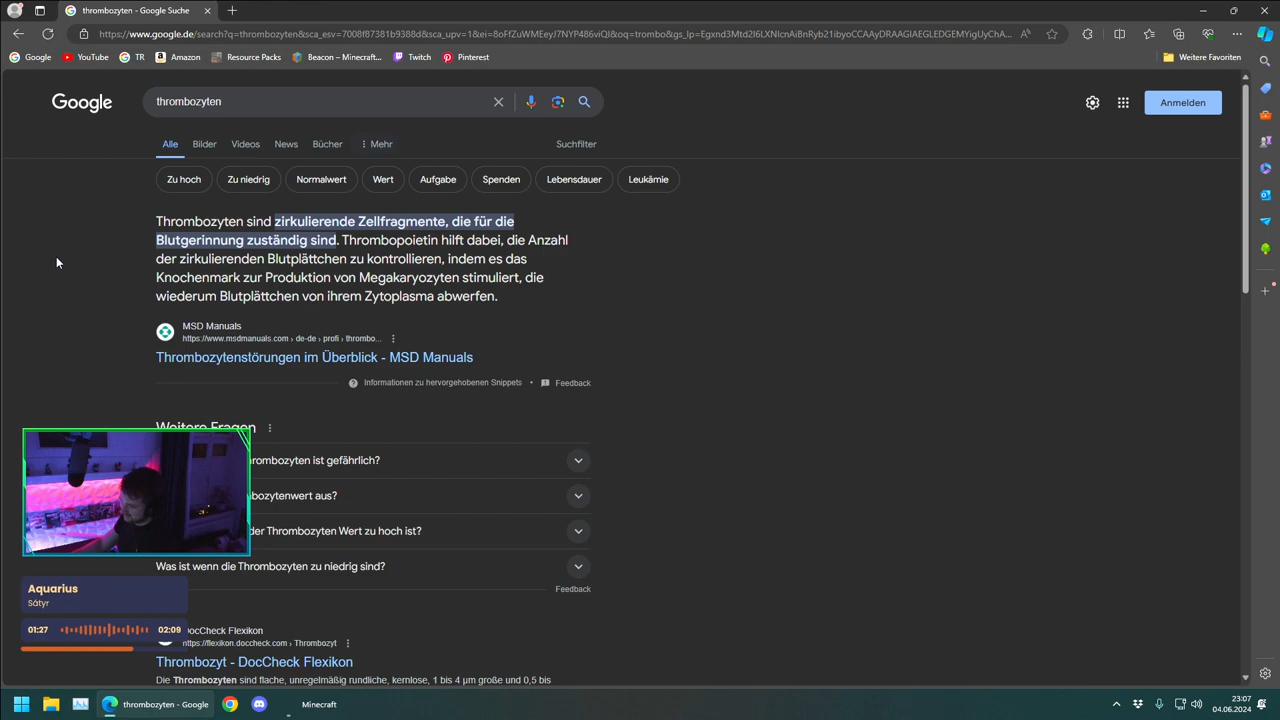 thrombozyten - Google Suche
https://www.google.de/search?q=thrombozyten&sca_esv=7008f87381b9388d&sca_upv=1&ei=8oFfZuWMEeyJ7NYP486viQI&oq=trombo&gs_lp=Egxnd3Mtd2l6LXNlcnAiBnRyb21ibyoCCAAyDRAAGIAEGLEDGEMYigUyChA...
Google
YouTube
TR
Amazon
Resource Packs
Beacon – Minecraft...
Twitch
Pinterest
Weitere Favoriten
Google
thrombozyten
Anmelden
Alle
Bilder
Videos
News
Bücher
Mehr
Suchfilter
Zu hoch
Zu niedrig
Normalwert
Wert
Aufgabe
Spenden
Lebensdauer
Leukämie
Thrombozyten sind zirkulierende Zellfragmente, die für die
Blutgerinnung zuständig sind. Thrombopoietin hilft dabei, die Anzahl
der zirkulierenden Blutplättchen zu kontrollieren, indem es das
Knochenmark zur Produktion von Megakaryozyten stimuliert, die
wiederum Blutplättchen von ihrem Zytoplasma abwerfen.
MSD Manuals
https://www.msdmanuals.com › de-de › profi › thrombo...
Thrombozytenstörungen im Überblick - MSD Manuals
Informationen zu hervorgehobenen Snippets • Feedback
Weitere Fragen
rombozyten ist gefährlich?
bozytenwert aus?
der Thrombozyten Wert zu hoch ist?
Was ist wenn die Thrombozyten zu niedrig sind?
Feedback
Aquarius
Sátyr
01:27
02:09
DocCheck Flexikon
https://flexikon.doccheck.com › Thrombozyt
Thrombozyt - DocCheck Flexikon
Die Thrombozyten sind flache, unregelmäßig rundliche, kernlose, 1 bis 4 µm große und 0,5 bis
thrombozyten - Google
Minecraft
23:07
04.06.2024